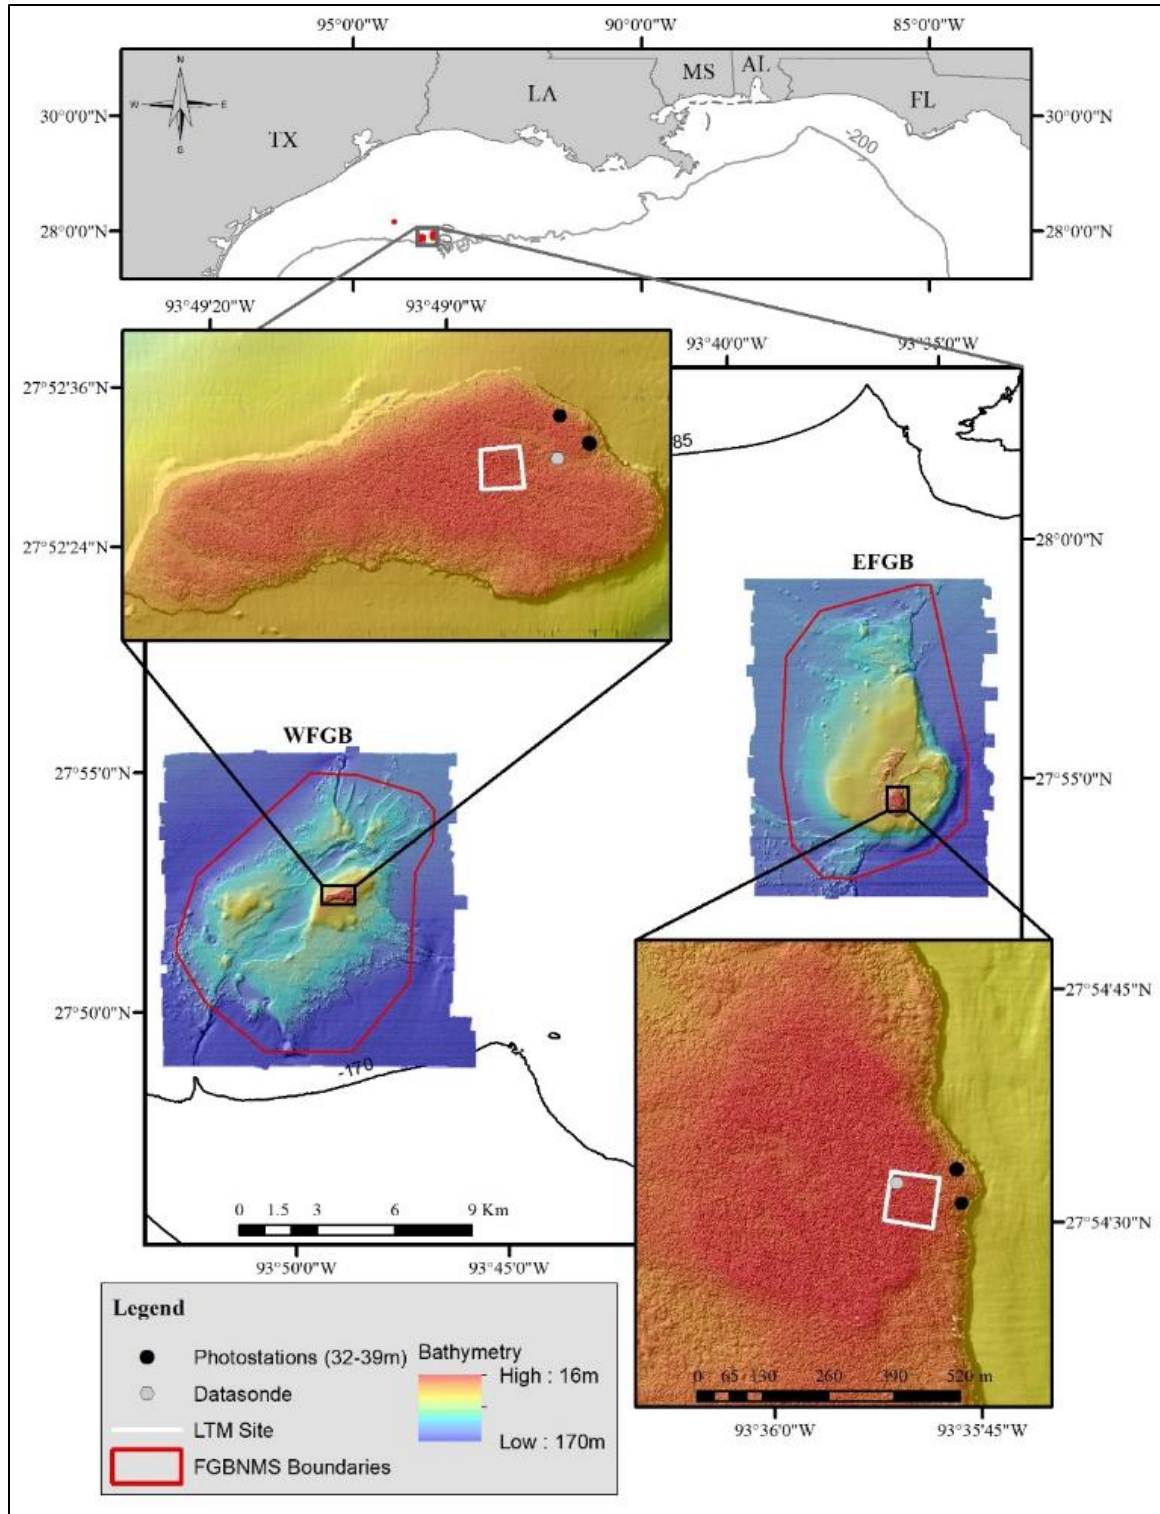 95°0'0"W 90°0'0"W 85°0'0"W
N
W E
S
MS AL
LA FL
TX
30°0'0"N 30°0'0"N
-200
28°0'0"N 28°0'0"N
93°49'20"W 93°49'0"W
93°40'0"W 93°35'0"W
27°52'36"N
85
27°52'24"N
28°0'0"N
EFGB
WFGB
27°55'0"N 27°55'0"N
27°50'0"N
27°54'45"N
-170
27°54'30"N
0 1.5 3 6 9 Km
93°50'0"W 93°45'0"W
0 65 130 260 390 520 m
93°36'0"W 93°35'45"W
Legend
Photostations (32-39m)
Datasonde
LTM Site
FGBNMS Boundaries
Bathymetry
High : 16m
Low : 170m